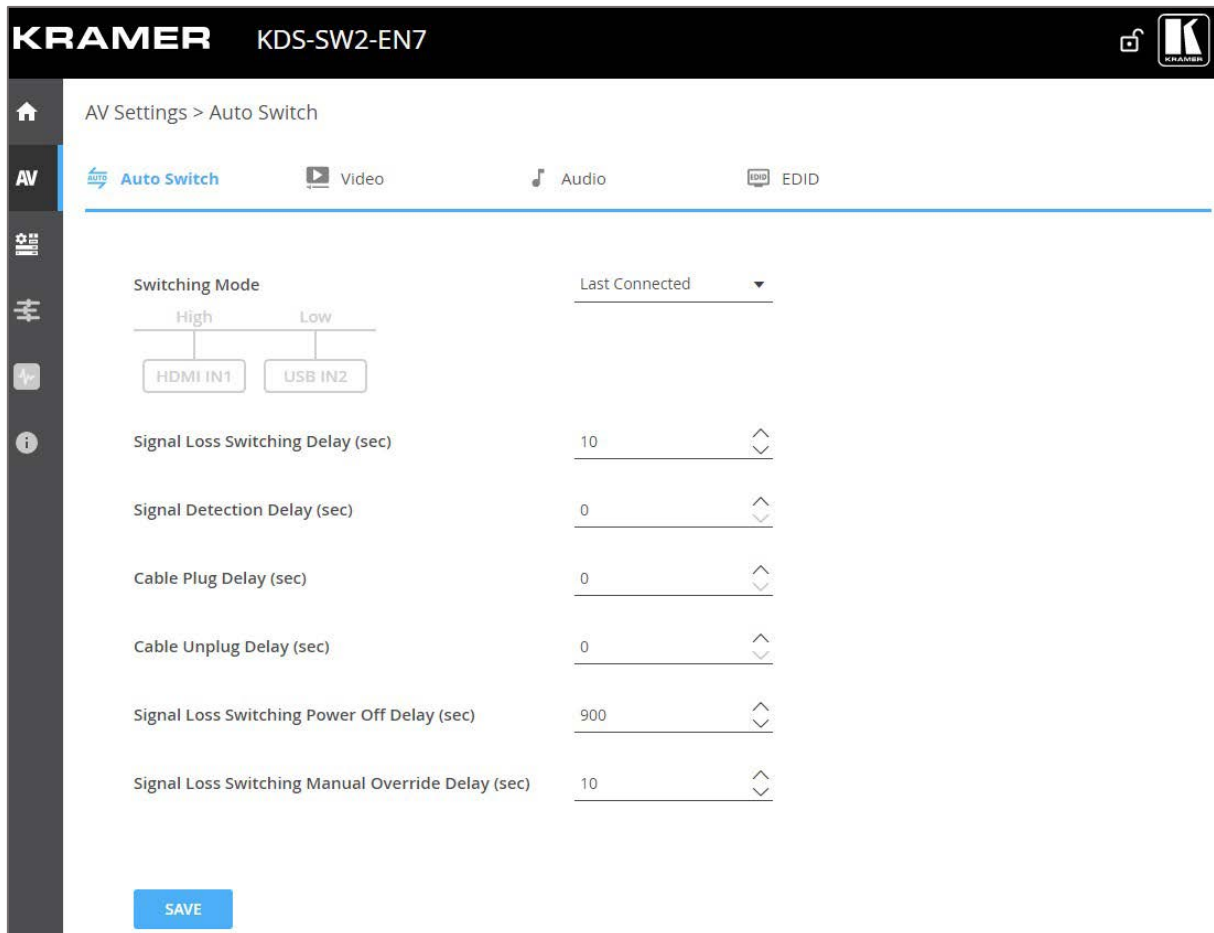 KRAMER KDS-SW2-EN7
KRAMER
AV Settings > Auto Switch
AV
AUTO Auto Switch Video Audio EDID EDID
Switching Mode Last Connected
High Low
HDMI IN1 USB IN2
Signal Loss Switching Delay (sec) 10
Signal Detection Delay (sec) 0
Cable Plug Delay (sec) 0
Cable Unplug Delay (sec) 0
Signal Loss Switching Power Off Delay (sec) 900
Signal Loss Switching Manual Override Delay (sec) 10
SAVE